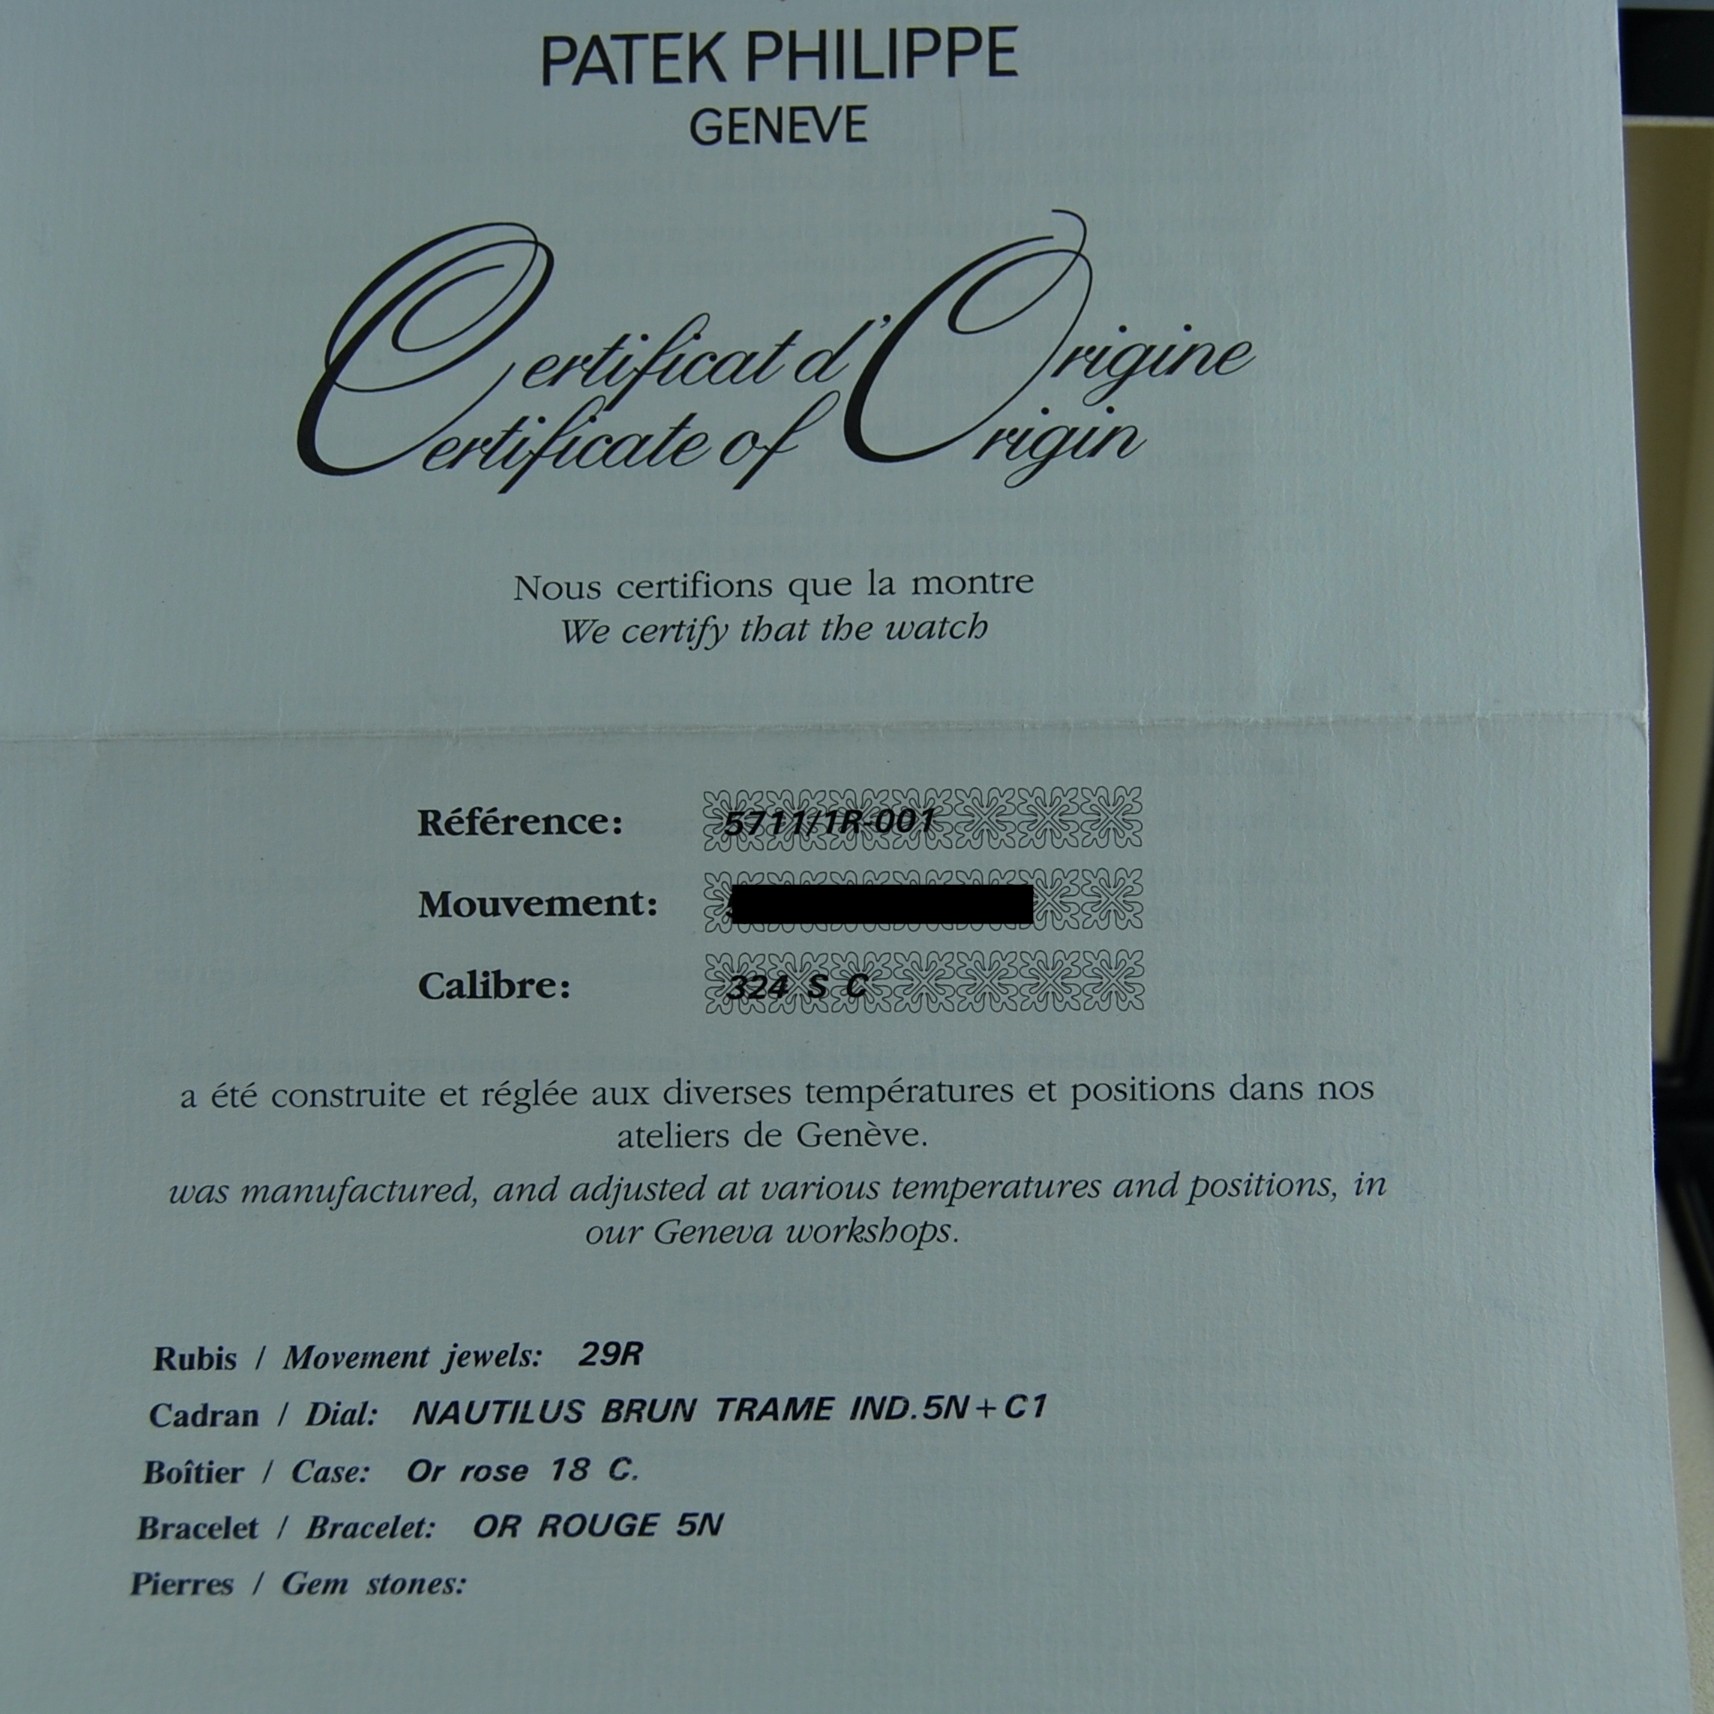 PATEK PHILIPPE
GENEVE
Certificat d'Origine
Certificate of Origin
Nous certifions que la montre
We certify that the watch
Référence: 5711/1R-001
Mouvement:
Calibre: 324 S C
a été construite et réglée aux diverses températures et positions dans nos
ateliers de Genève.
was manufactured, and adjusted at various temperatures and positions, in
our Geneva workshops.
Rubis / Movement jewels: 29R
Cadran / Dial: NAUTILUS BRUN TRAME IND.5N+C1
Boîtier / Case: Or rose 18 C.
Bracelet / Bracelet: OR ROUGE 5N
Pierres / Gem stones: